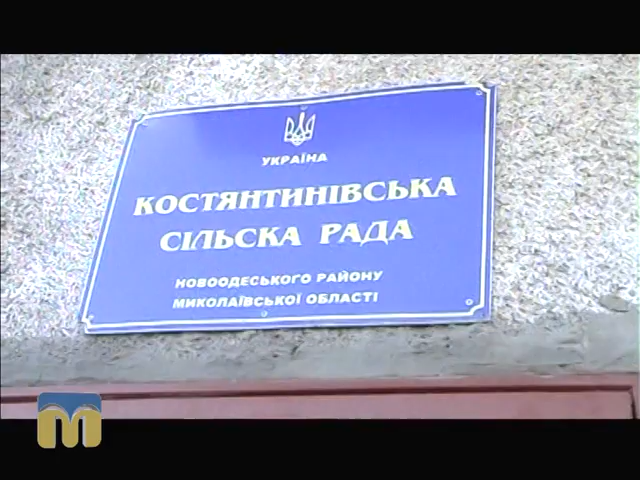 УКРАЇНА
КОСТЯНТИНІВСЬКА
СІЛЬСКА РАДА
НОВООДЕСЬКОГО РАЙОНУ
МИКОЛАЇВСЬКОЇ ОБЛАСТІ
М